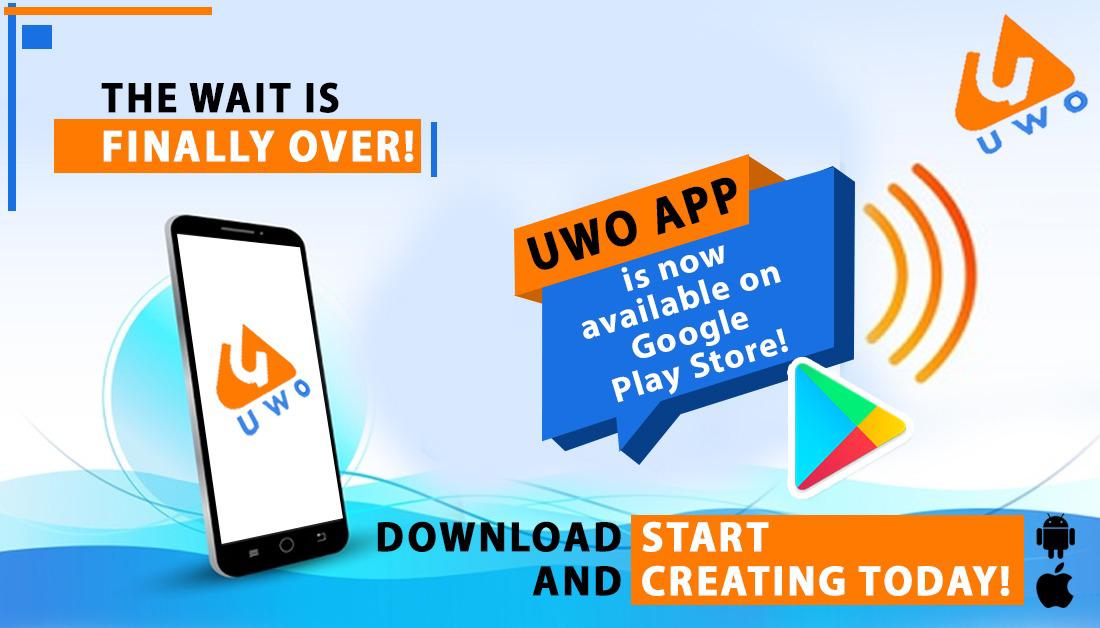 THE WAIT IS
FINALLY OVER!
UWO
UWO APP
is now
available on
Google
Play Store!
UWO
DOWNLOAD START
AND CREATING TODAY!